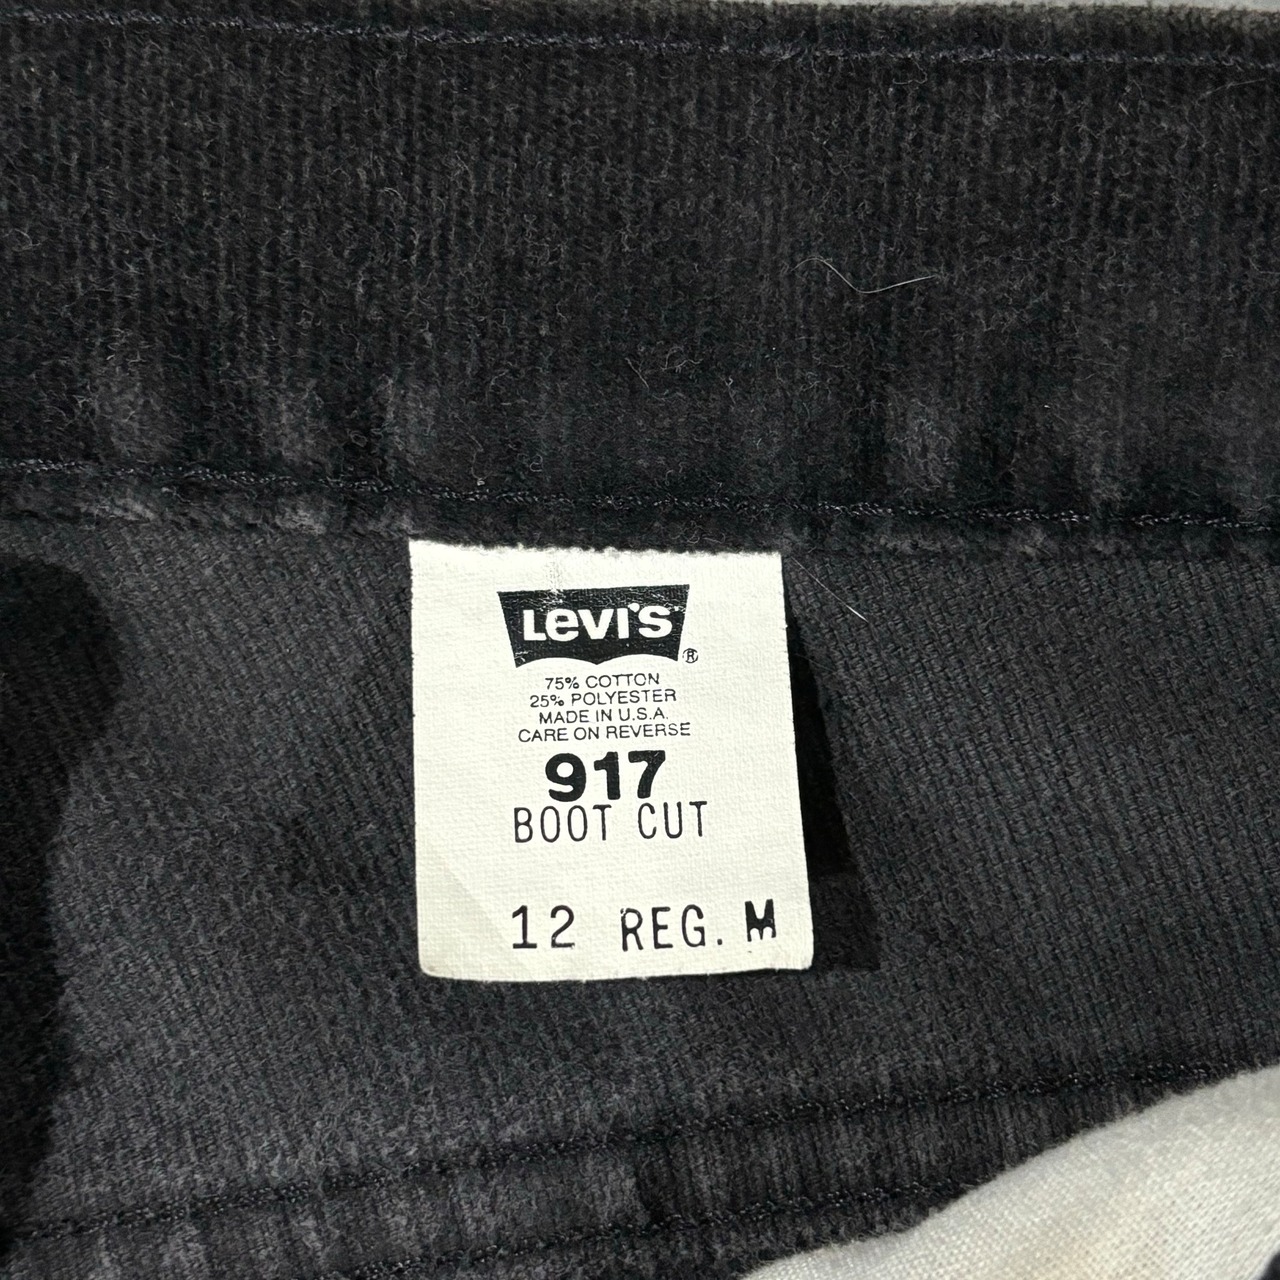 LEVI'S
®
75% COTTON
25% POLYESTER
MADE IN U.S.A.
CARE ON REVERSE
917
BOOT CUT
12 REG. M